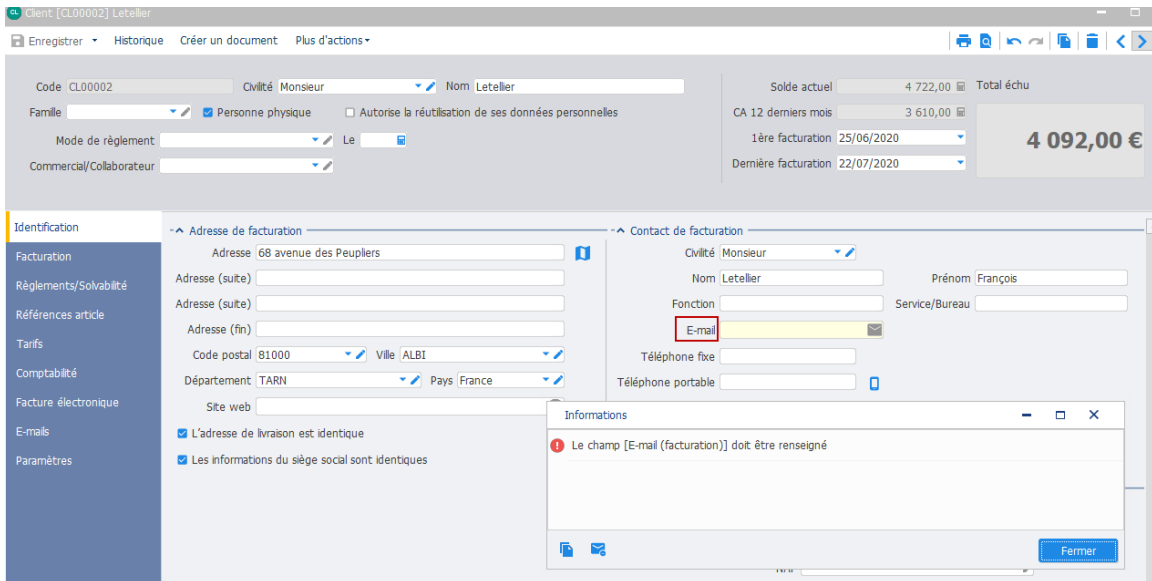 CL Client [CL00002] Letellier
Enregistrer Historique Créer un document Plus d'actions
Code CL00002 Civilité Monsieur Nom Letellier
Famille Personne physique Autorise la réutilisation de ses données personnelles
Mode de règlement Le
Commercial/Collaborateur
Solde actuel 4 722,00 Total échu
CA 12 derniers mois 3 610,00
1ère facturation 25/06/2020 4 092,00 €
Dernière facturation 22/07/2020
Identification
Facturation
Règlements/Solvabilité
Références article
Tarifs
Comptabilité
Facture électronique
E-mails
Paramètres
Adresse de facturation
Adresse 68 avenue des Peupliers
Adresse (suite)
Adresse (suite)
Adresse (fin)
Code postal 81000 Ville ALBI
Département TARN Pays France
Site web
L'adresse de livraison est identique
Les informations du siège social sont identiques
Contact de facturation
Civilité Monsieur
Nom Letellier Prénom François
Fonction Service/Bureau
E-mail
Téléphone fixe
Téléphone portable
Informations
Le champ [E-mail (facturation)] doit être renseigné
Fermer